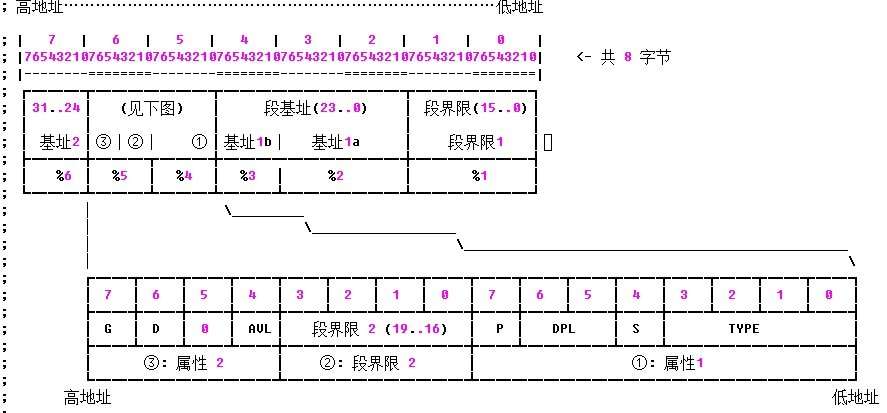 ; 高地址………………………………………………………………………低地址
;
; |   7   |   6   |   5   |   4   |   3   |   2   |   1   |   0   |
; |7654321076543210765432107654321076543210765432107654321076543210| <- 共 8 字节
; |--------========--------========--------========--------========|
; 31..24 (见下图) 段基址(23..0) 段界限(15..0)
; 基址2 ③│②│ ① 基址1b│ 基址1a 段界限1
; %6 %5 %4 %3 %2 %1
; \_________
; \__________________
; \________________________________________________
; \
; 7 6 5 4 3 2 1 0 7 6 5 4 3 2 1 0
; G D 0 AVL 段界限 2 (19..16) P DPL S TYPE
; ③: 属性 2 ②: 段界限 2 ①: 属性1
; 高地址 低地址